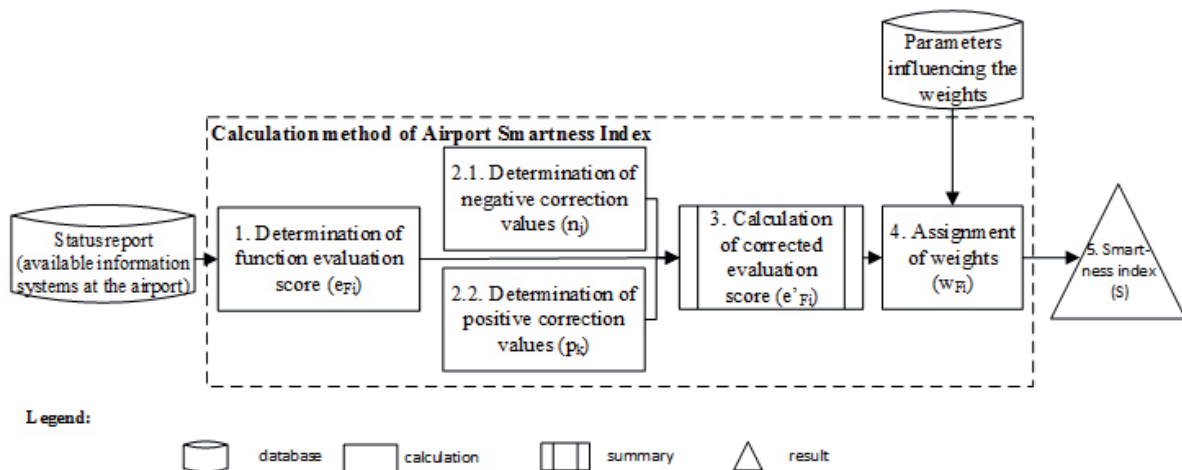 Parameters
influencing the
weights
Calculation method of Airport Smartness Index
Status report
(available information
systems at the airport)
1. Determination of
function evaluation
score (eFi)
2.1. Determination of
negative correction
values (nj)
2.2. Determination of
positive correction
values (pk)
3. Calculation
of corrected
evaluation
score (e’Fi)
4. Assignment
of weights
(wFi)
5. Smart-
ness index
(S)
Legend:
database calculation summary result